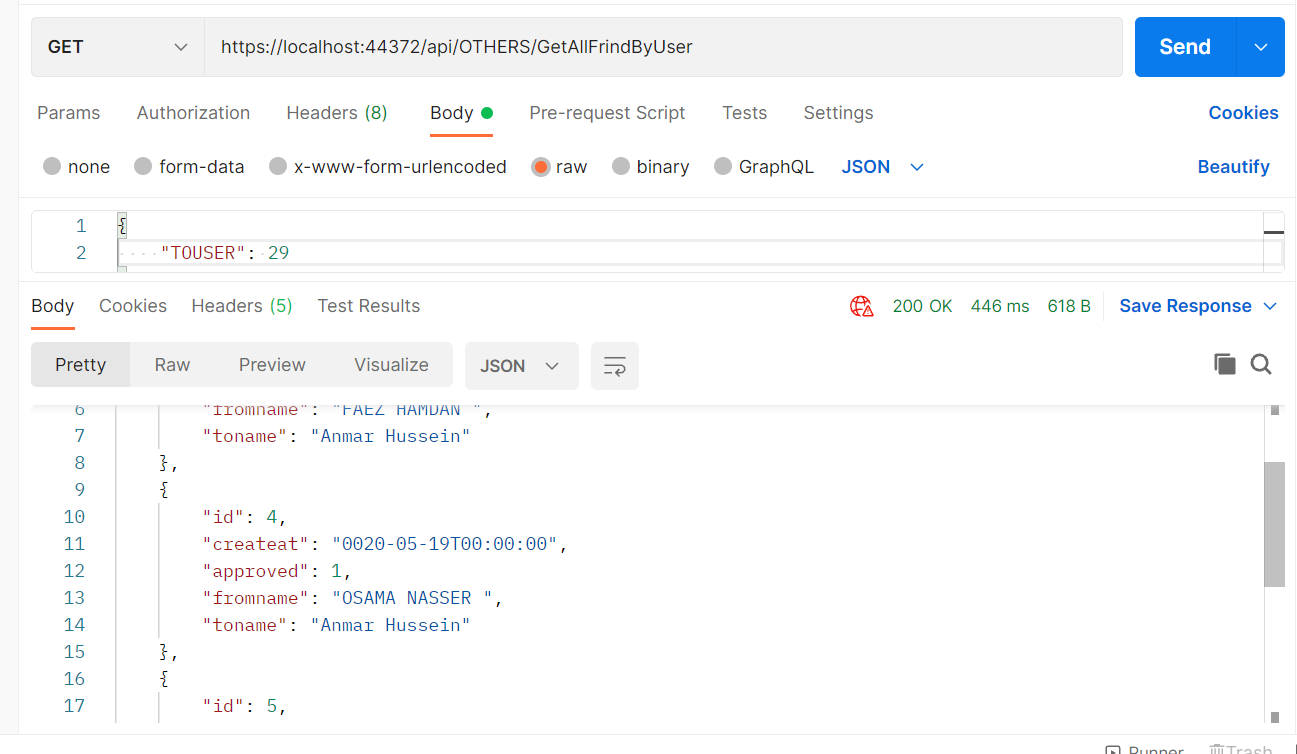 GET https://localhost:44372/api/OTHERS/GetAllFrindByUser Send
Params Authorization Headers (8) Body Pre-request Script Tests Settings Cookies
none form-data x-www-form-urlencoded raw binary GraphQL JSON Beautify
1 {
2 "TOUSER": 29
Body Cookies Headers (5) Test Results 200 OK 446 ms 618 B Save Response
Pretty Raw Preview Visualize JSON
6 "fromname": "FAEZ HAMDAN ",
7 "toname": "Anmar Hussein"
8 },
9 {
10 "id": 4,
11 "createat": "0020-05-19T00:00:00",
12 "approved": 1,
13 "fromname": "OSAMA NASSER ",
14 "toname": "Anmar Hussein"
15 },
16 {
17 "id": 5,
Runner Trash